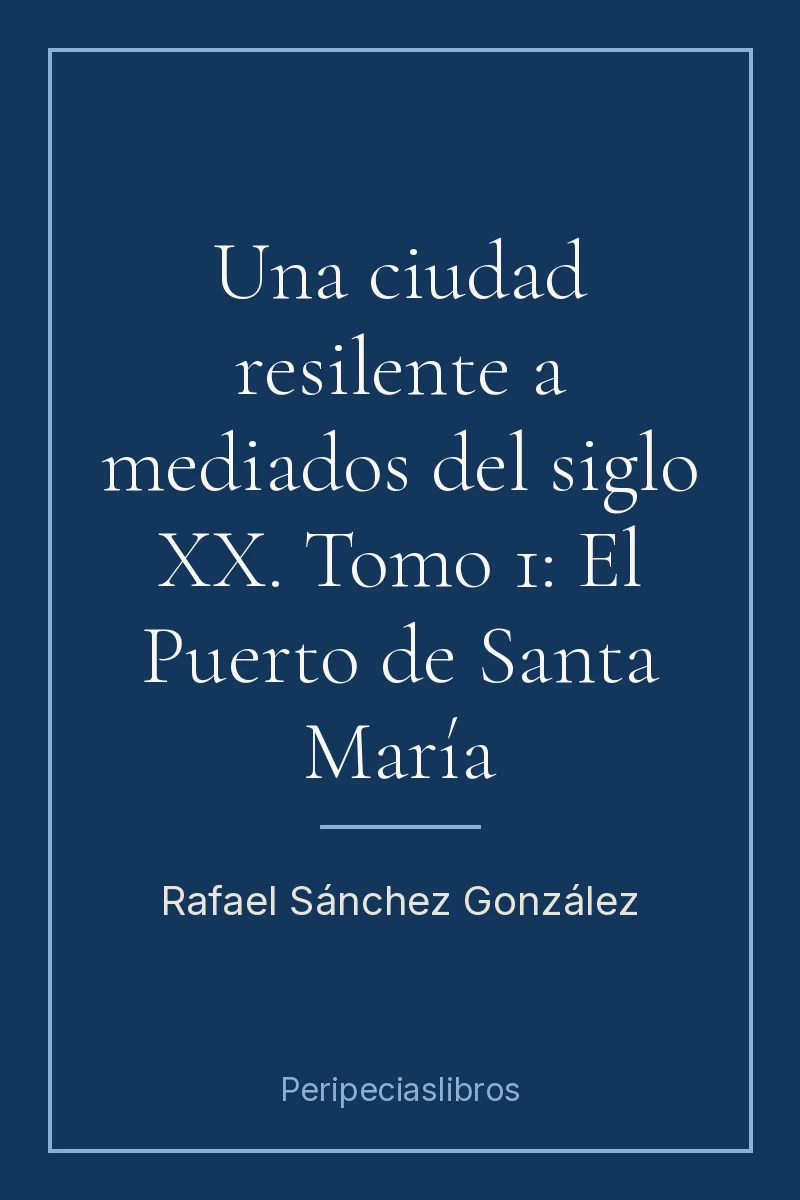 Una ciudad
resilente a
mediados del siglo
XX. Tomo 1: El
Puerto de Santa
María
Rafael Sánchez González
Peripeciaslibros